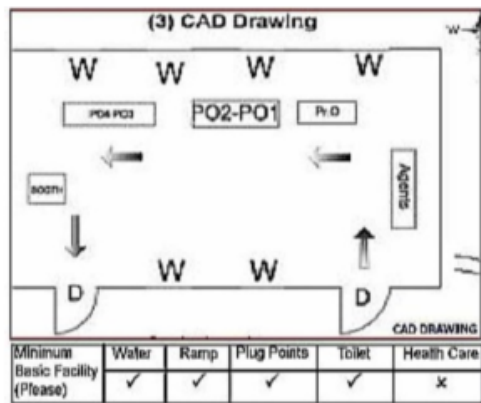 (3) CAD Drawing
W
W W W W
PO4-PO3 PO2-PO1 Pr.O
Agents
BOOTH
W W
D D
CAD DRAWING
Minimum Basic Facility (Please) Water Ramp Plug Points Toilet Health Care
✓ ✓ ✓ ✓ x